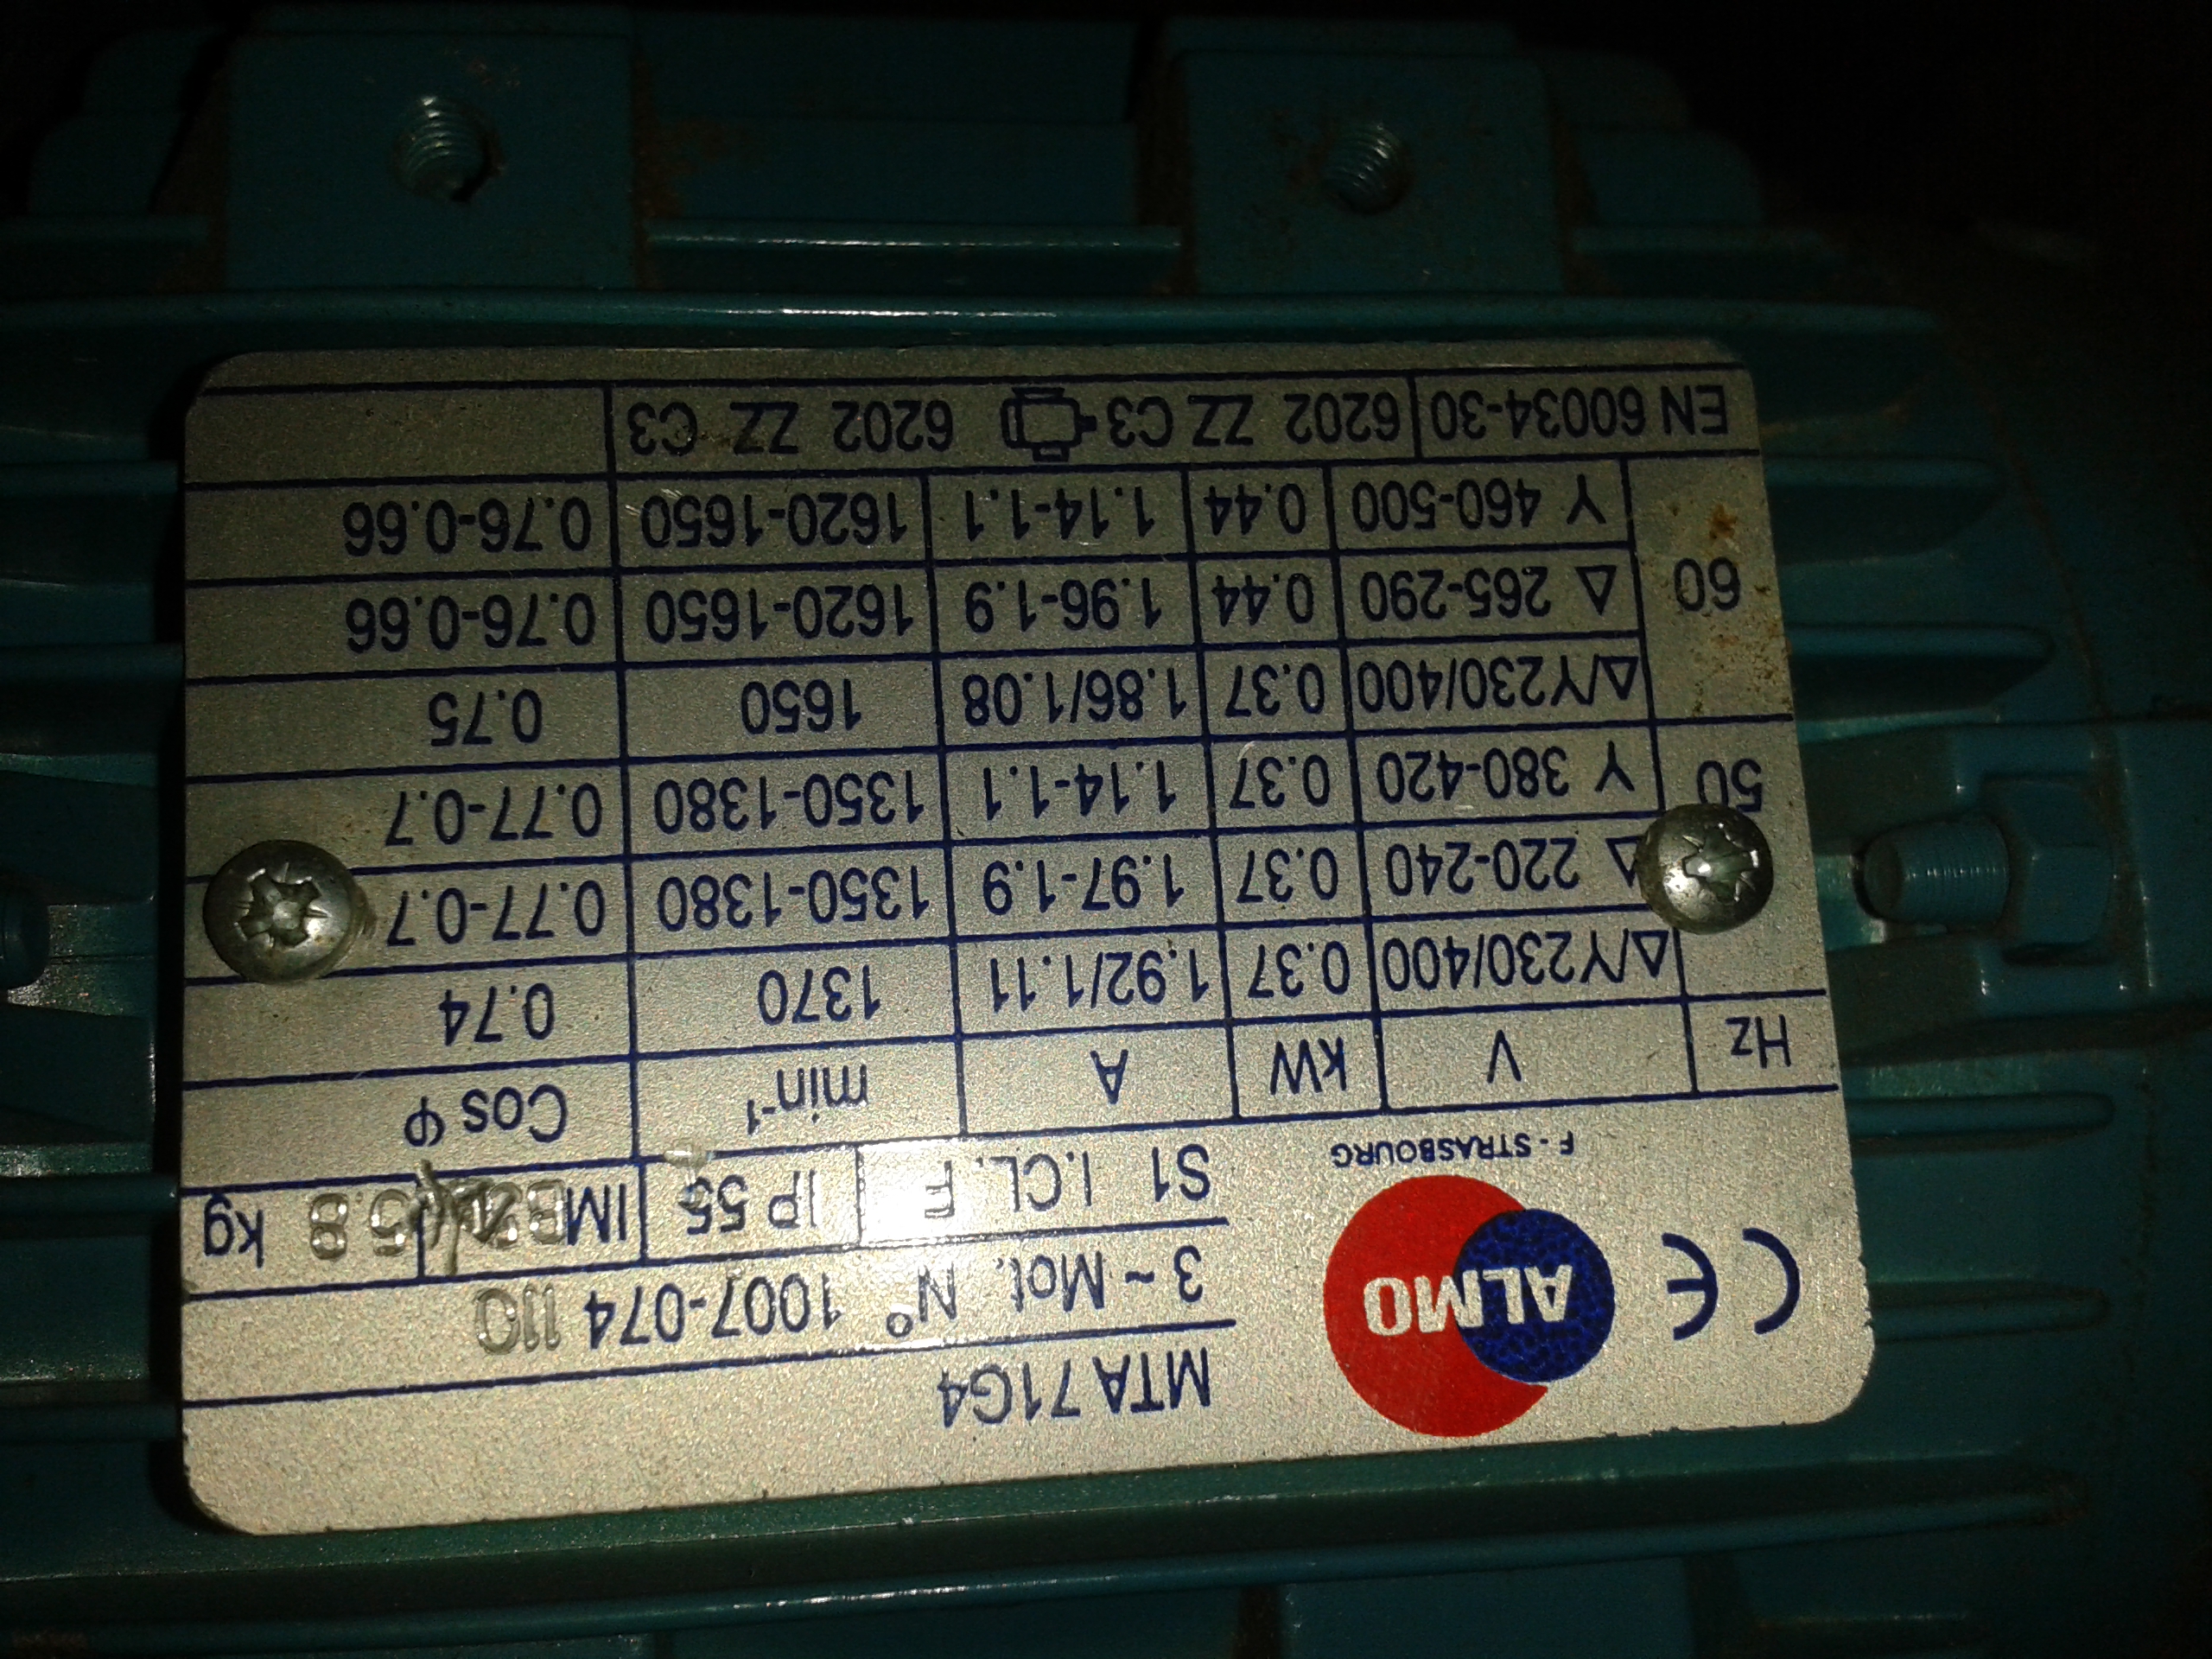 MTA 71G4
3 ~ Mot. N° 1007-074 110
CE ALMO
S1 I.CL. F IP 55 IM 5.8 kg
F - STRASBOURG
Hz V kW A min⁻¹ Cos φ
Δ/Y230/400 0.37 1.92/1.11 1370 0.74
Δ 220-240 0.37 1.97-1.9 1350-1380 0.77-0.7
50 Y 380-420 0.37 1.14-1.1 1350-1380 0.77-0.7
Δ/Y230/400 0.37 1.86/1.08 1650 0.75
60 Δ 265-290 0.44 1.96-1.9 1620-1650 0.76-0.66
Y 460-500 0.44 1.14-1.1 1620-1650 0.76-0.66
EN 60034-30 6202 ZZ C3 6202 ZZ C3